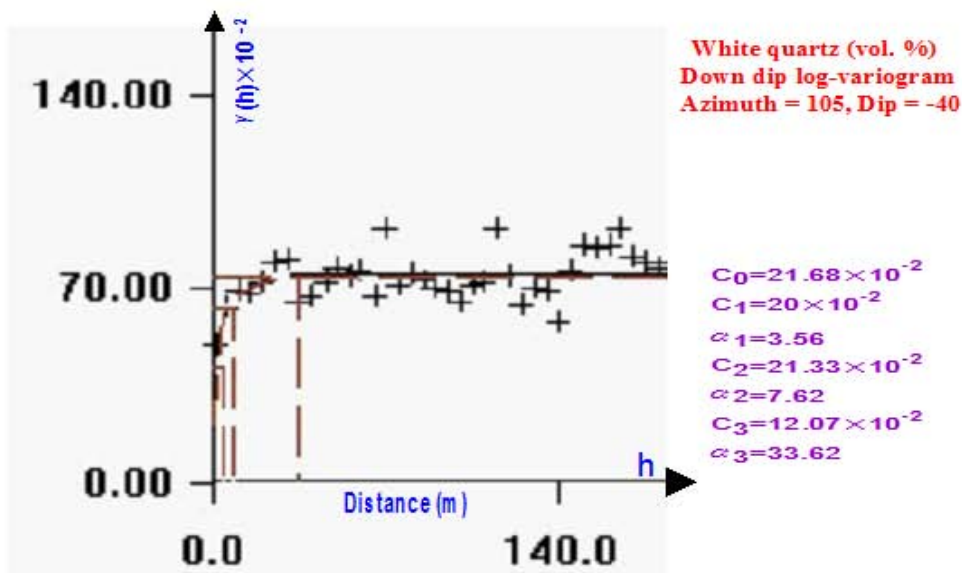 γ(h)×10⁻²
140.00
70.00
0.00
0.0
140.0
Distance (m)
h
White quartz (vol. %)
Down dip log-variogram
Azimuth = 105, Dip = -40
C₀=21.68×10⁻²
C₁=20×10⁻²
α₁=3.56
C₂=21.33×10⁻²
α2=7.62
C₃=12.07×10⁻²
α₃=33.62